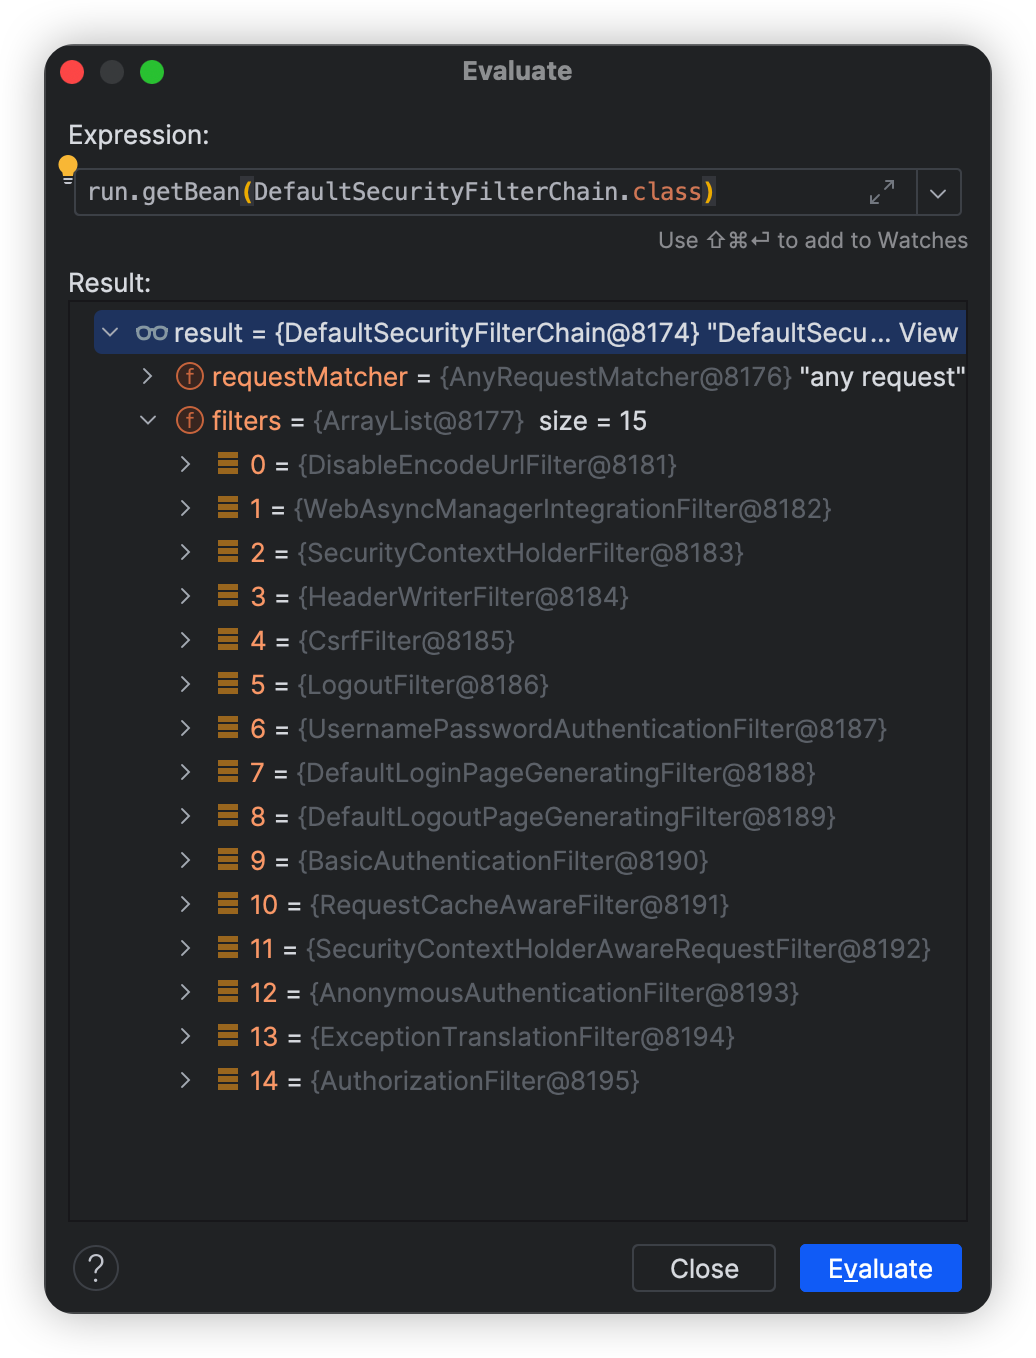 Evaluate
Expression:
run.getBean(DefaultSecurityFilterChain.class)
Use ⇧⌘⏎ to add to Watches
Result:
result = {DefaultSecurityFilterChain@8174} "DefaultSecu... View
requestMatcher = {AnyRequestMatcher@8176} "any request"
filters = {ArrayList@8177} size = 15
0 = {DisableEncodeUrlFilter@8181}
1 = {WebAsyncManagerIntegrationFilter@8182}
2 = {SecurityContextHolderFilter@8183}
3 = {HeaderWriterFilter@8184}
4 = {CsrfFilter@8185}
5 = {LogoutFilter@8186}
6 = {UsernamePasswordAuthenticationFilter@8187}
7 = {DefaultLoginPageGeneratingFilter@8188}
8 = {DefaultLogoutPageGeneratingFilter@8189}
9 = {BasicAuthenticationFilter@8190}
10 = {RequestCacheAwareFilter@8191}
11 = {SecurityContextHolderAwareRequestFilter@8192}
12 = {AnonymousAuthenticationFilter@8193}
13 = {ExceptionTranslationFilter@8194}
14 = {AuthorizationFilter@8195}
? Close Evaluate